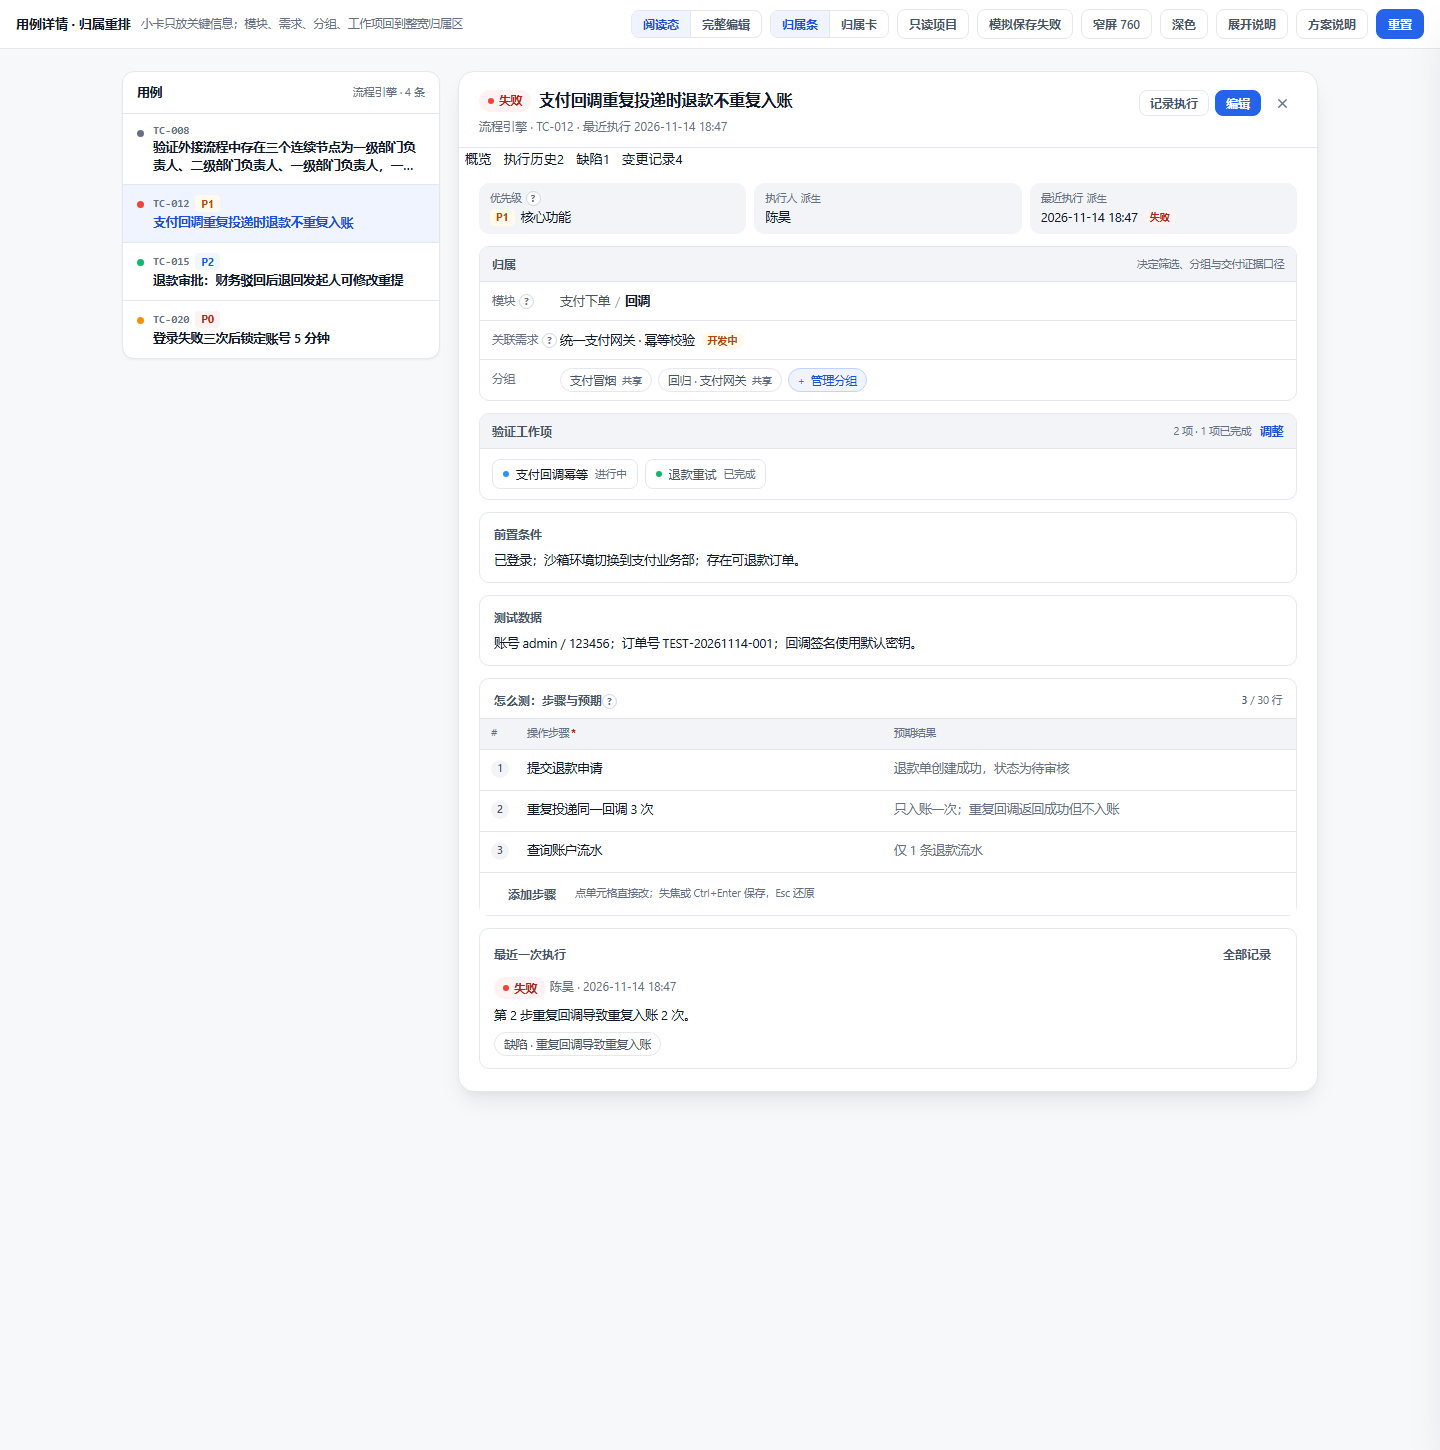 用例详情 · 归属重排 小卡只放关键信息；模块、需求、分组、工作项回到整宽归属区 阅读态 完整编辑 归属条 归属卡 只读项目 模拟保存失败 窄屏 760 深色 展开说明 方案说明 重置
用例 流程引擎 · 4 条
TC-008
验证外接流程中存在三个连续节点为一级部门负
责人、二级部门负责人、一级部门负责人，一...
TC-012 P1
支付回调重复投递时退款不重复入账
TC-015 P2
退款审批：财务驳回后退回发起人可修改重提
TC-020 P0
登录失败三次后锁定账号 5 分钟
失败 支付回调重复投递时退款不重复入账 记录执行 编辑 ×
流程引擎 · TC-012 · 最近执行 2026-11-14 18:47
概览 执行历史2 缺陷1 变更记录4
优先级 ?
P1 核心功能
执行人 派生
陈昊
最近执行 派生
2026-11-14 18:47 失败
归属 决定筛选、分组与交付证据口径
模块 ? 支付下单 / 回调
关联需求 ? 统一支付网关 · 幂等校验 开发中
分组 支付冒烟 共享 回归 · 支付网关 共享 + 管理分组
验证工作项 2 项 · 1 项已完成 调整
支付回调幂等 进行中 退款重试 已完成
前置条件
已登录；沙箱环境切换到支付业务部；存在可退款订单。
测试数据
账号 admin / 123456；订单号 TEST-20261114-001；回调签名使用默认密钥。
怎么测：步骤与预期 ? 3 / 30 行
# 操作步骤 * 预期结果
1 提交退款申请 退款单创建成功，状态为待审核
2 重复投递同一回调 3 次 只入账一次；重复回调返回成功但不入账
3 查询账户流水 仅 1 条退款流水
添加步骤 点单元格直接改；失焦或 Ctrl+Enter 保存，Esc 还原
最近一次执行 全部记录
失败 陈昊 · 2026-11-14 18:47
第 2 步重复回调导致重复入账 2 次。
缺陷 · 重复回调导致重复入账